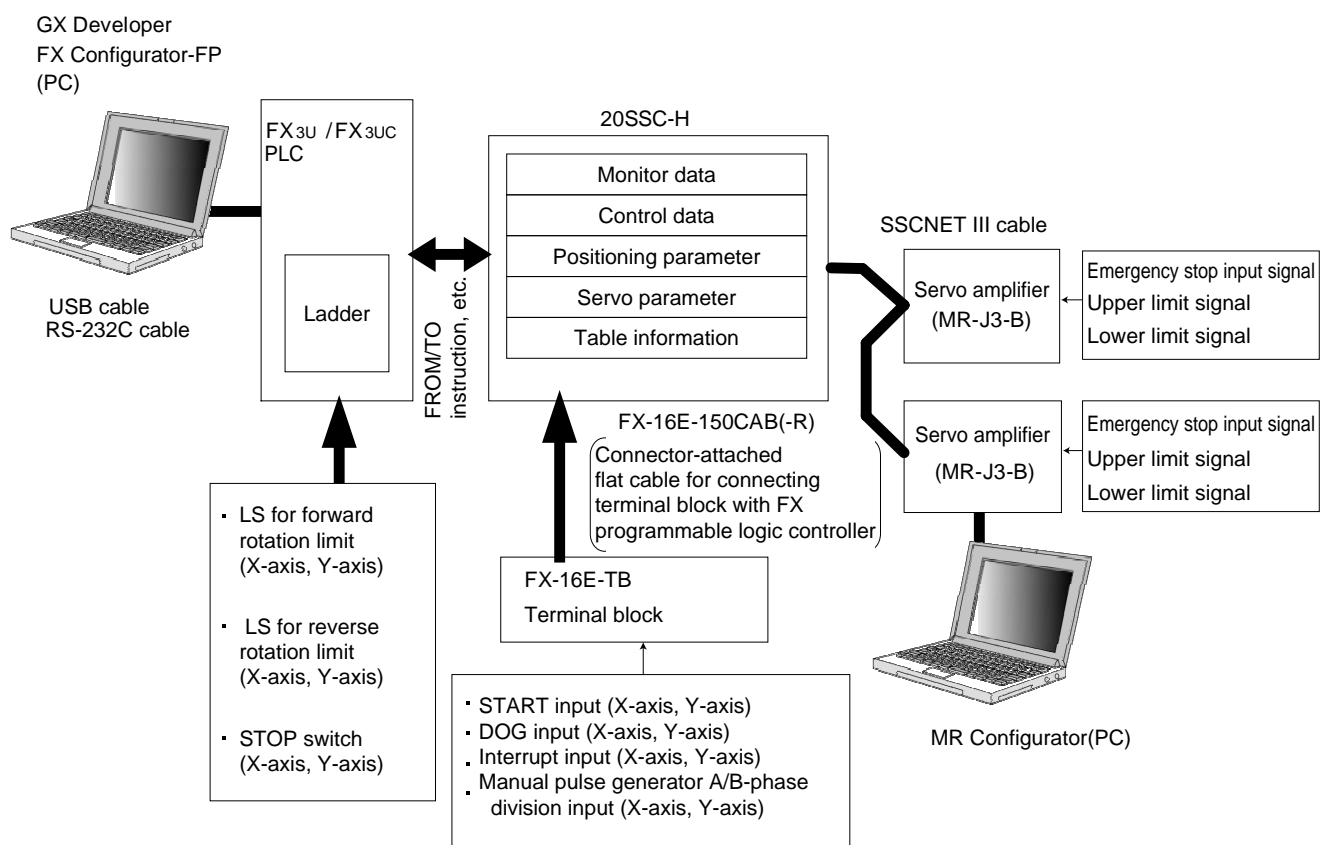 GX Developer
FX Configurator-FP
(PC)
USB cable
RS-232C cable
FX3U /FX3UC
PLC
Ladder
FROM/TO
instruction, etc.
20SSC-H
Monitor data
Control data
Positioning parameter
Servo parameter
Table information
SSCNET III cable
Servo amplifier
(MR-J3-B)
Emergency stop input signal
Upper limit signal
Lower limit signal
Servo amplifier
(MR-J3-B)
Emergency stop input signal
Upper limit signal
Lower limit signal
MR Configurator(PC)
FX-16E-150CAB(-R)
Connector-attached
flat cable for connecting
terminal block with FX
programmable logic controller
FX-16E-TB
Terminal block
· LS for forward
rotation limit
(X-axis, Y-axis)
· LS for reverse
rotation limit
(X-axis, Y-axis)
· STOP switch
(X-axis, Y-axis)
· START input (X-axis, Y-axis)
· DOG input (X-axis, Y-axis)
· Interrupt input (X-axis, Y-axis)
· Manual pulse generator A/B-phase
division input (X-axis, Y-axis)